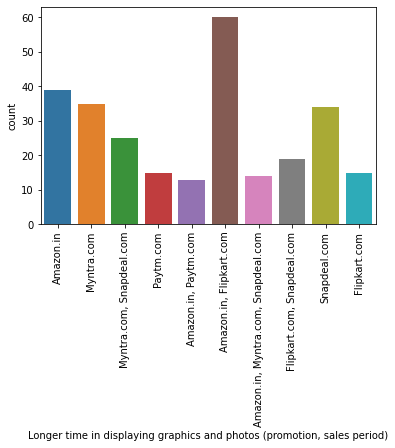 60
50
40
30
20
10
0
count
Amazon.in
Myntra.com
Myntra.com, Snapdeal.com
Paytm.com
Amazon.in, Paytm.com
Amazon.in, Flipkart.com
Amazon.in, Myntra.com, Snapdeal.com
Flipkart.com, Snapdeal.com
Snapdeal.com
Flipkart.com
Longer time in displaying graphics and photos (promotion, sales period)